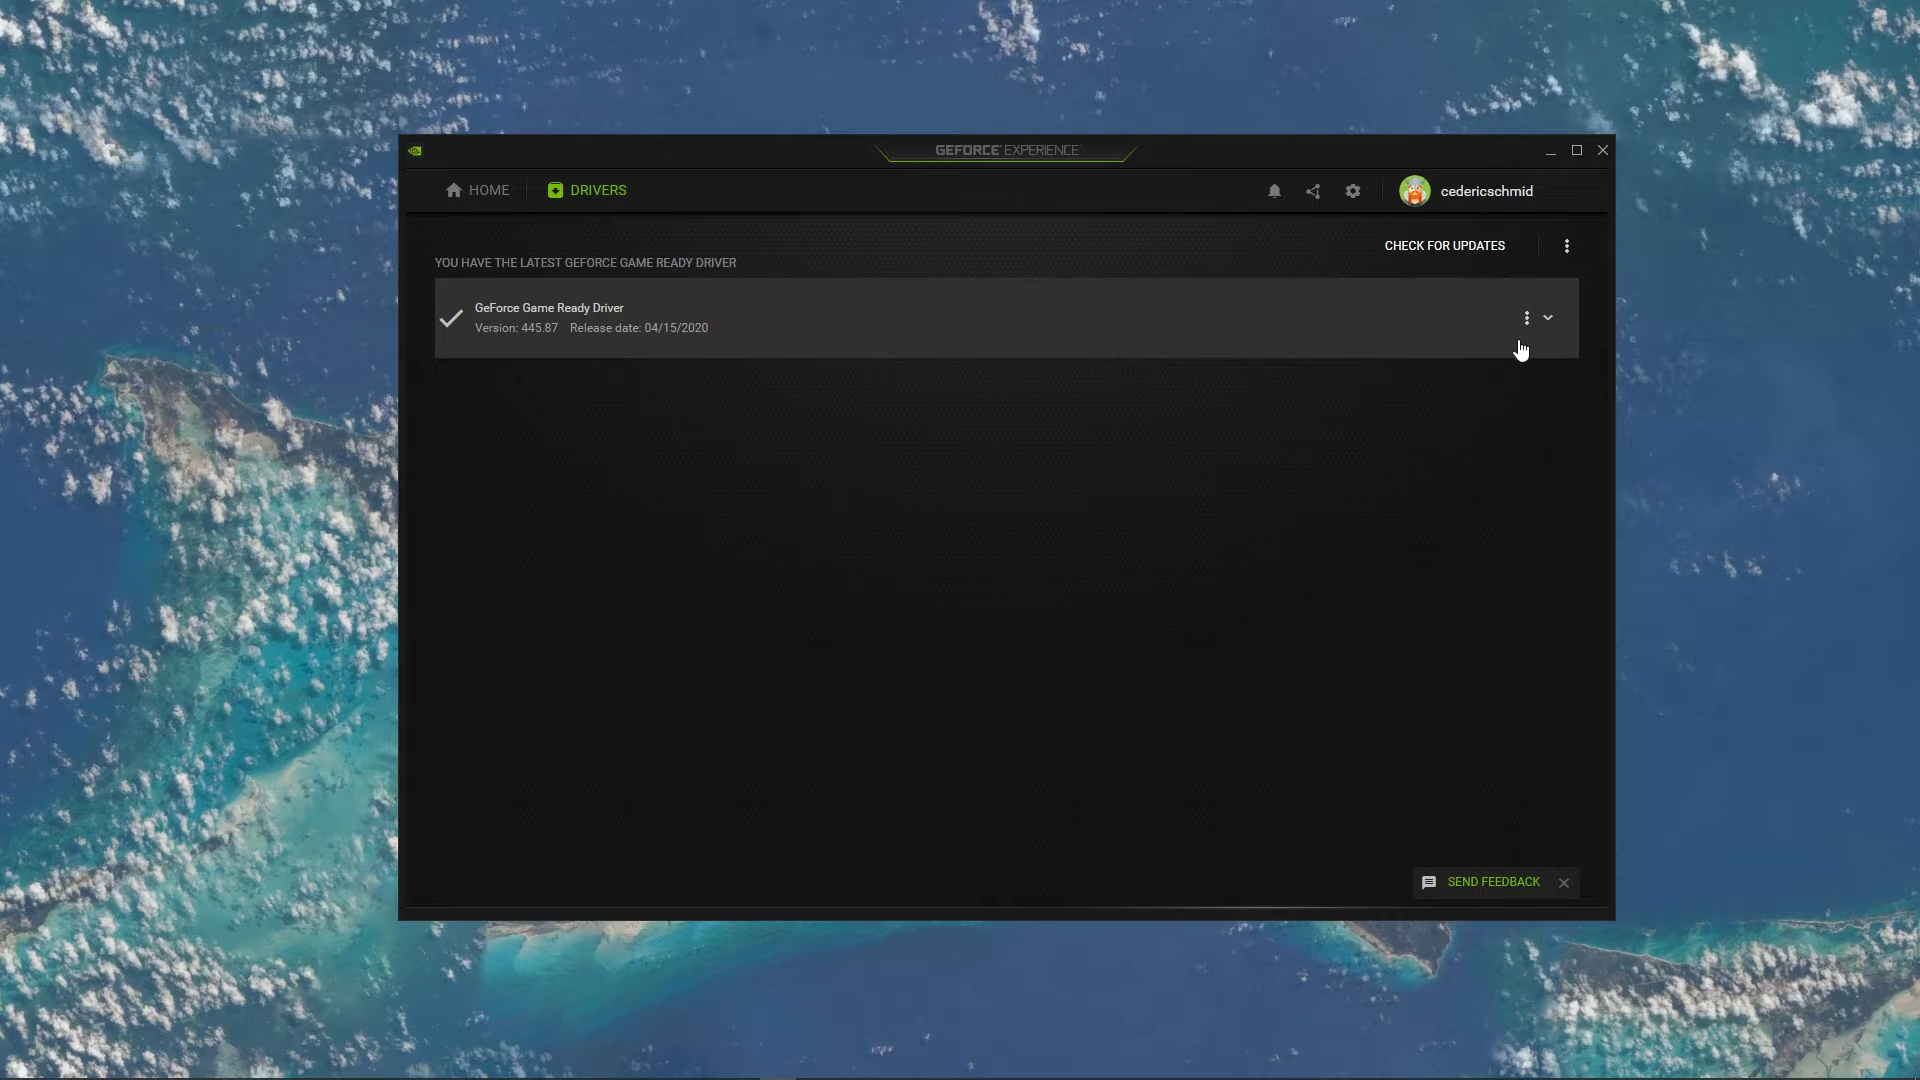 GEFORCE EXPERIENCE
HOME
DRIVERS
cedericschmid
CHECK FOR UPDATES
YOU HAVE THE LATEST GEFORCE GAME READY DRIVER
GeForce Game Ready Driver
Version: 445.87 Release date: 04/15/2020
SEND FEEDBACK